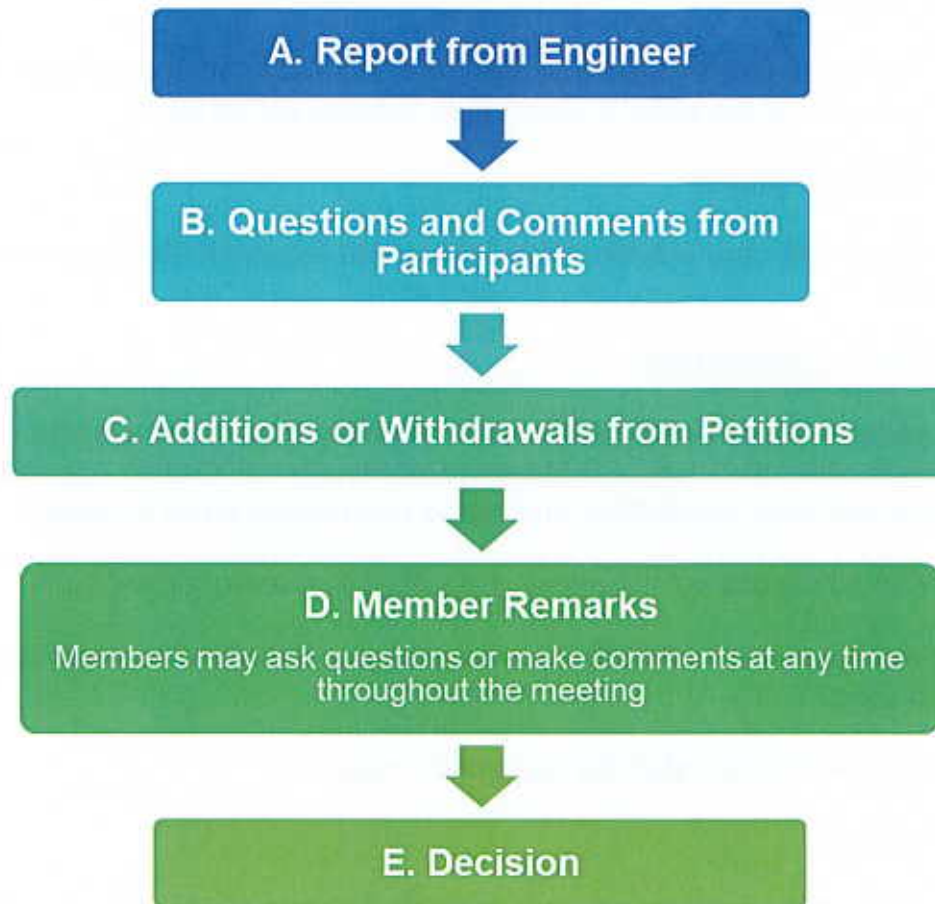 A. Report from Engineer
B. Questions and Comments from
Participants
C. Additions or Withdrawals from Petitions
D. Member Remarks
Members may ask questions or make comments at any time
throughout the meeting
E. Decision